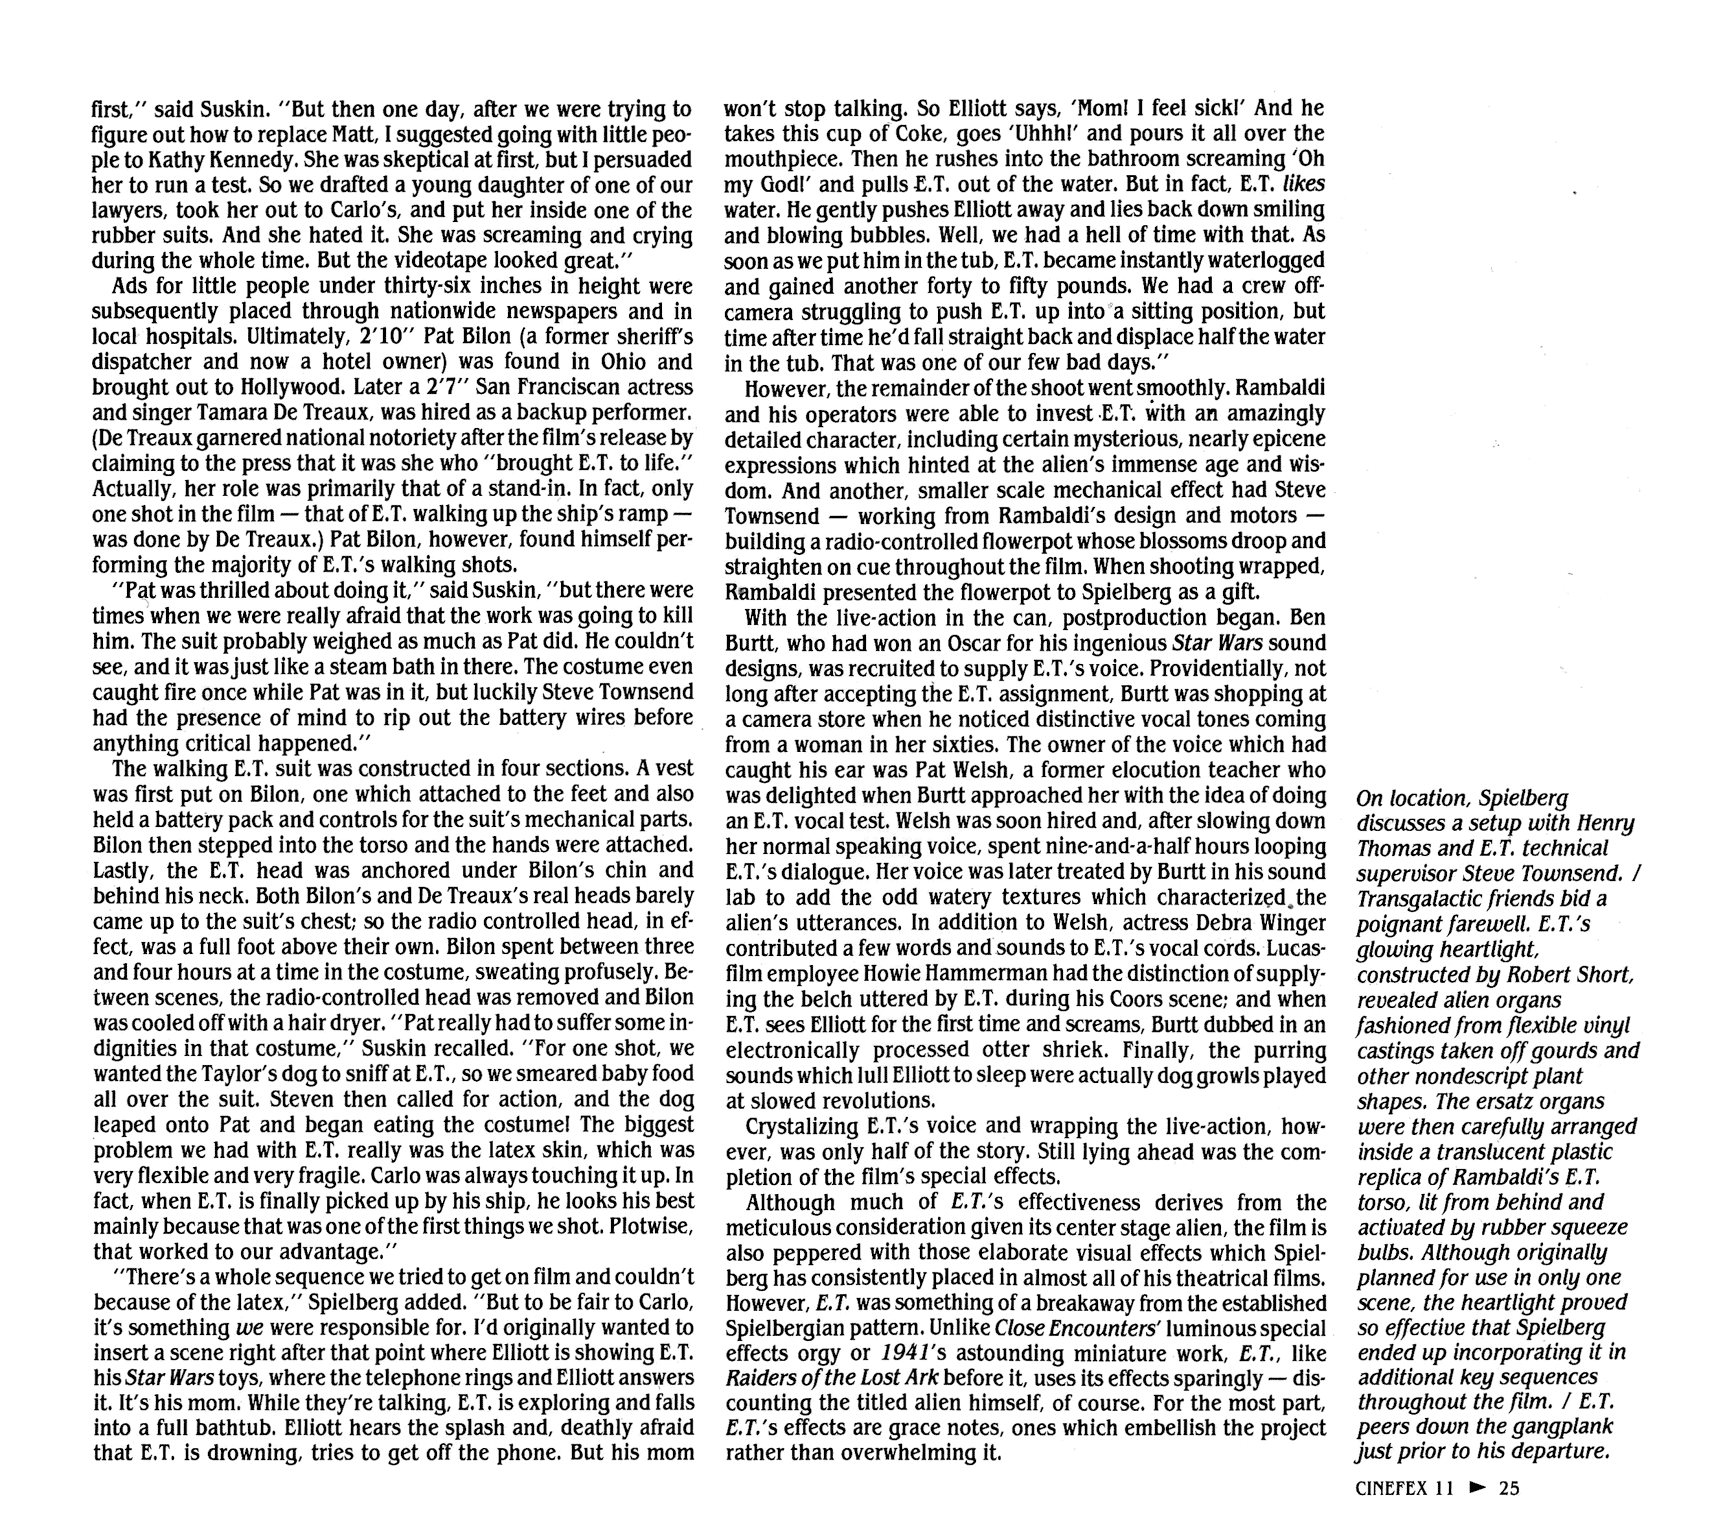 first," said Suskin. "But then one day, after we were trying to
figure out how to replace Matt, I suggested going with little peo-
ple to Kathy Kennedy. She was skeptical at first, but I persuaded
her to run a test. So we drafted a young daughter of one of our
lawyers, took her out to Carlo's, and put her inside one of the
rubber suits. And she hated it. She was screaming and crying
during the whole time. But the videotape looked great."
Ads for little people under thirty-six inches in height were
subsequently placed through nationwide newspapers and in
local hospitals. Ultimately, 2'10" Pat Bilon (a former sheriff's
dispatcher and now a hotel owner) was found in Ohio and
brought out to Hollywood. Later a 2'7" San Franciscan actress
and singer Tamara De Treaux, was hired as a backup performer.
(De Treaux garnered national notoriety after the film's release by
claiming to the press that it was she who "brought E.T. to life."
Actually, her role was primarily that of a stand-in. In fact, only
one shot in the film — that of E.T. walking up the ship's ramp —
was done by De Treaux.) Pat Bilon, however, found himself per-
forming the majority of E.T.'s walking shots.
"Pat was thrilled about doing it," said Suskin, "but there were
times when we were really afraid that the work was going to kill
him. The suit probably weighed as much as Pat did. He couldn't
see, and it was just like a steam bath in there. The costume even
caught fire once while Pat was in it, but luckily Steve Townsend
had the presence of mind to rip out the battery wires before
anything critical happened."
The walking E.T. suit was constructed in four sections. A vest
was first put on Bilon, one which attached to the feet and also
held a battery pack and controls for the suit's mechanical parts.
Bilon then stepped into the torso and the hands were attached.
Lastly, the E.T. head was anchored under Bilon's chin and
behind his neck. Both Bilon's and De Treaux's real heads barely
came up to the suit's chest; so the radio controlled head, in ef-
fect, was a full foot above their own. Bilon spent between three
and four hours at a time in the costume, sweating profusely. Be-
tween scenes, the radio-controlled head was removed and Bilon
was cooled off with a hair dryer. "Pat really had to suffer some in-
dignities in that costume," Suskin recalled. "For one shot, we
wanted the Taylor's dog to sniff at E.T., so we smeared baby food
all over the suit. Steven then called for action, and the dog
leaped onto Pat and began eating the costume! The biggest
problem we had with E.T. really was the latex skin, which was
very flexible and very fragile. Carlo was always touching it up. In
fact, when E.T. is finally picked up by his ship, he looks his best
mainly because that was one of the first things we shot. Plotwise,
that worked to our advantage."
"There's a whole sequence we tried to get on film and couldn't
because of the latex," Spielberg added. "But to be fair to Carlo,
it's something we were responsible for. I'd originally wanted to
insert a scene right after that point where Elliott is showing E.T.
his Star Wars toys, where the telephone rings and Elliott answers
it. It's his mom. While they're talking, E.T. is exploring and falls
into a full bathtub. Elliott hears the splash and, deathly afraid
that E.T. is drowning, tries to get off the phone. But his mom
won't stop talking. So Elliott says, 'Mom! I feel sick!' And he
takes this cup of Coke, goes 'Uhhh!' and pours it all over the
mouthpiece. Then he rushes into the bathroom screaming 'Oh
my God!' and pulls E.T. out of the water. But in fact, E.T. likes
water. He gently pushes Elliott away and lies back down smiling
and blowing bubbles. Well, we had a hell of time with that. As
soon as we put him in the tub, E.T. became instantly waterlogged
and gained another forty to fifty pounds. We had a crew off-
camera struggling to push E.T. up into a sitting position, but
time after time he'd fall straight back and displace half the water
in the tub. That was one of our few bad days."
However, the remainder of the shoot went smoothly. Rambaldi
and his operators were able to invest E.T. with an amazingly
detailed character, including certain mysterious, nearly epicene
expressions which hinted at the alien's immense age and wis-
dom. And another, smaller scale mechanical effect had Steve
Townsend — working from Rambaldi's design and motors —
building a radio-controlled flowerpot whose blossoms droop and
straighten on cue throughout the film. When shooting wrapped,
Rambaldi presented the flowerpot to Spielberg as a gift.
With the live-action in the can, postproduction began. Ben
Burtt, who had won an Oscar for his ingenious Star Wars sound
designs, was recruited to supply E.T.'s voice. Providentially, not
long after accepting the E.T. assignment, Burtt was shopping at
a camera store when he noticed distinctive vocal tones coming
from a woman in her sixties. The owner of the voice which had
caught his ear was Pat Welsh, a former elocution teacher who
was delighted when Burtt approached her with the idea of doing
an E.T. vocal test. Welsh was soon hired and, after slowing down
her normal speaking voice, spent nine-and-a-half hours looping
E.T.'s dialogue. Her voice was later treated by Burtt in his sound
lab to add the odd watery textures which characterized the
alien's utterances. In addition to Welsh, actress Debra Winger
contributed a few words and sounds to E.T.'s vocal cords. Lucas-
film employee Howie Hammerman had the distinction of supply-
ing the belch uttered by E.T. during his Coors scene; and when
E.T. sees Elliott for the first time and screams, Burtt dubbed in an
electronically processed otter shriek. Finally, the purring
sounds which lull Elliott to sleep were actually dog growls played
at slowed revolutions.
Crystalizing E.T.'s voice and wrapping the live-action, how-
ever, was only half of the story. Still lying ahead was the com-
pletion of the film's special effects.
Although much of E.T.'s effectiveness derives from the
meticulous consideration given its center stage alien, the film is
also peppered with those elaborate visual effects which Spiel-
berg has consistently placed in almost all of his theatrical films.
However, E.T. was something of a breakaway from the established
Spielbergian pattern. Unlike Close Encounters' luminous special
effects orgy or 1941's astounding miniature work, E.T., like
Raiders of the Lost Ark before it, uses its effects sparingly — dis-
counting the titled alien himself, of course. For the most part,
E.T.'s effects are grace notes, ones which embellish the project
rather than overwhelming it.
On location, Spielberg
discusses a setup with Henry
Thomas and E.T. technical
supervisor Steve Townsend. /
Transgalactic friends bid a
poignant farewell. E.T.'s
glowing heartlight,
constructed by Robert Short,
revealed alien organs
fashioned from flexible vinyl
castings taken off gourds and
other nondescript plant
shapes. The ersatz organs
were then carefully arranged
inside a translucent plastic
replica of Rambaldi's E.T.
torso, lit from behind and
activated by rubber squeeze
bulbs. Although originally
planned for use in only one
scene, the heartlight proved
so effective that Spielberg
ended up incorporating it in
additional key sequences
throughout the film. / E.T.
peers down the gangplank
just prior to his departure.
CINEFEX 11 ► 25